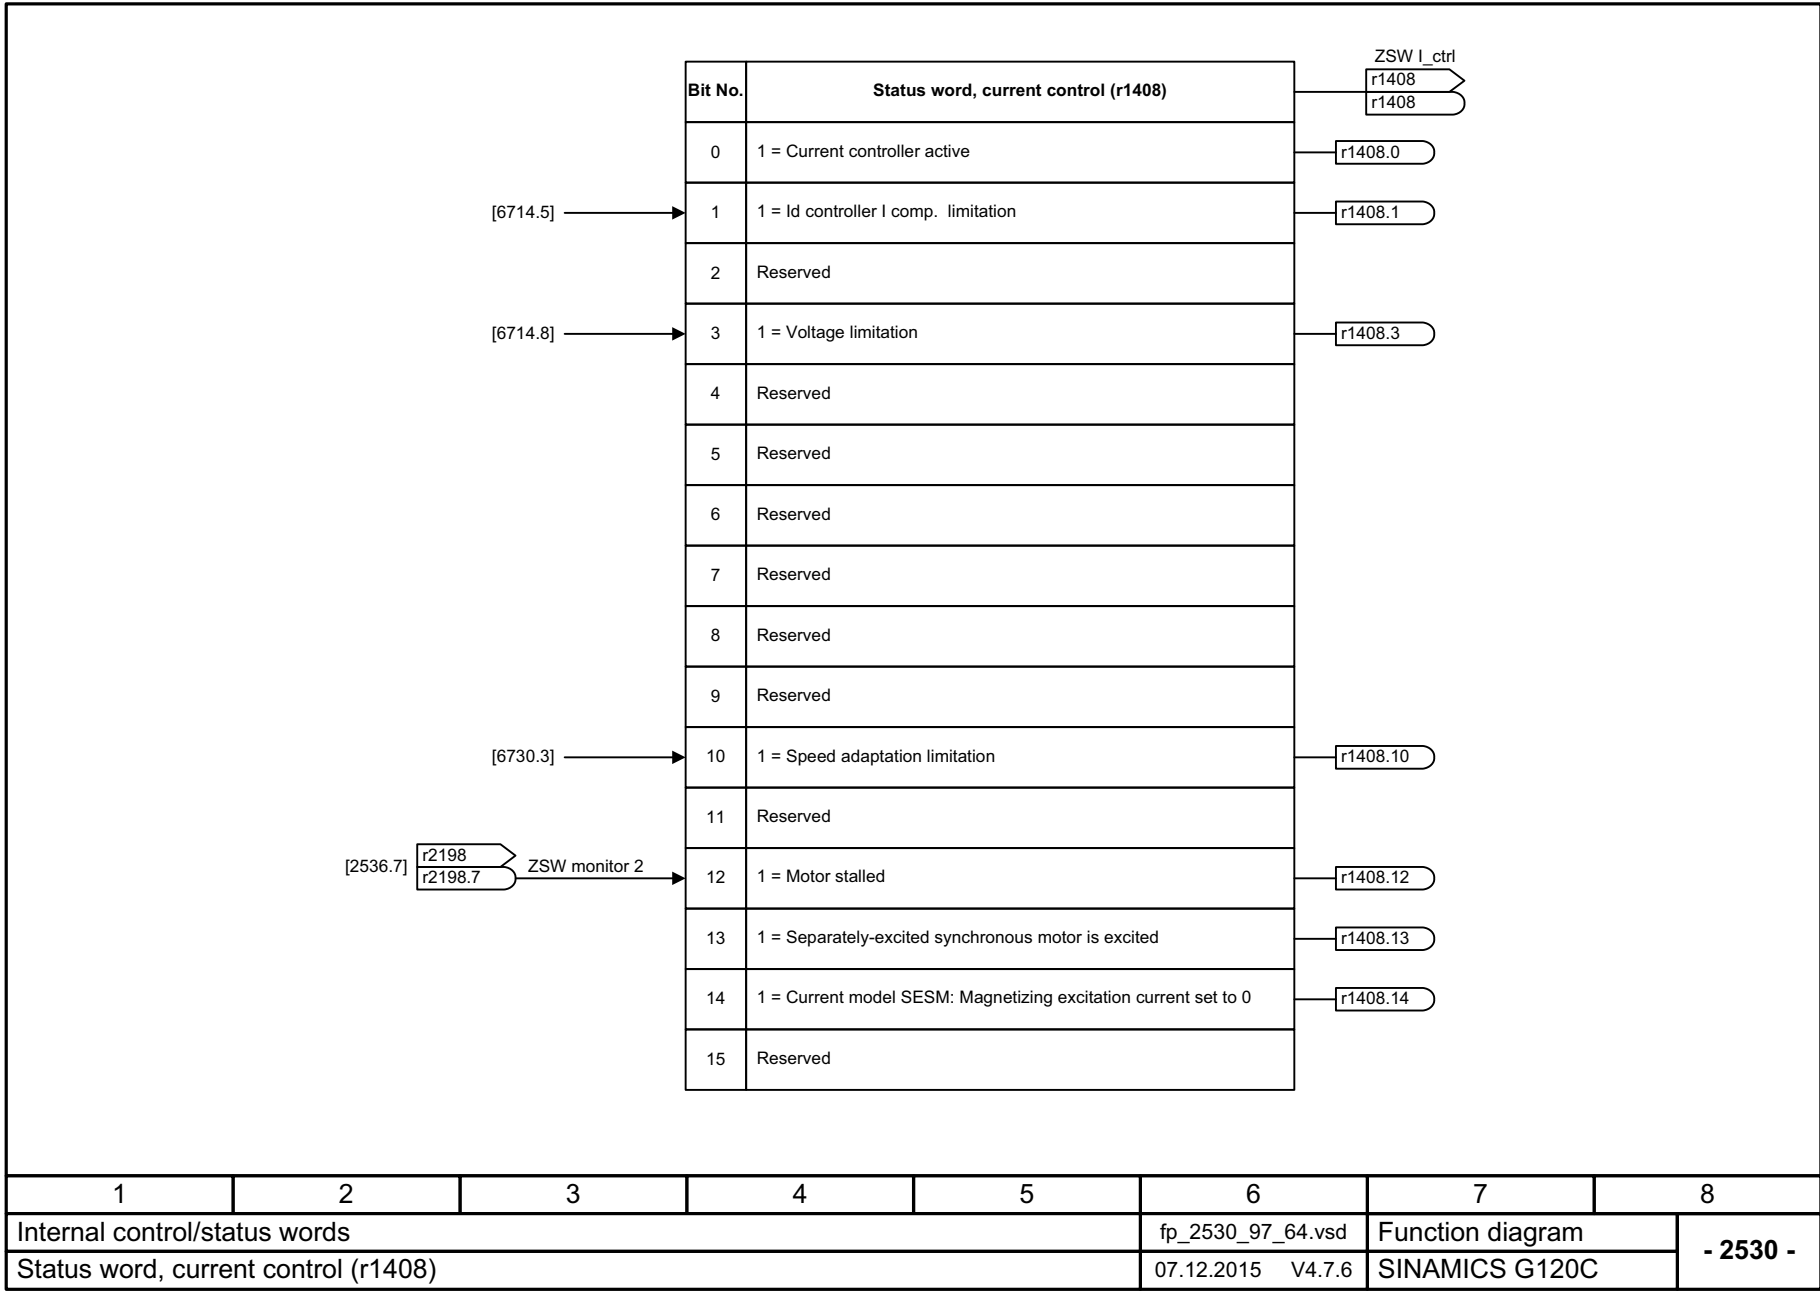 ZSW I_ctrl
Bit No. Status word, current control (r1408) r1408
r1408
0 1 = Current controller active r1408.0
[6714.5] 1 1 = Id controller I comp. limitation r1408.1
2 Reserved
[6714.8] 3 1 = Voltage limitation r1408.3
4 Reserved
5 Reserved
6 Reserved
7 Reserved
8 Reserved
9 Reserved
[6730.3] 10 1 = Speed adaptation limitation r1408.10
11 Reserved
[2536.7] r2198
r2198.7 ZSW monitor 2 12 1 = Motor stalled r1408.12
13 1 = Separately-excited synchronous motor is excited r1408.13
14 1 = Current model SESM: Magnetizing excitation current set to 0 r1408.14
15 Reserved
1 2 3 4 5 6 7 8
Internal control/status words fp_2530_97_64.vsd Function diagram - 2530 -
Status word, current control (r1408) 07.12.2015 V4.7.6 SINAMICS G120C